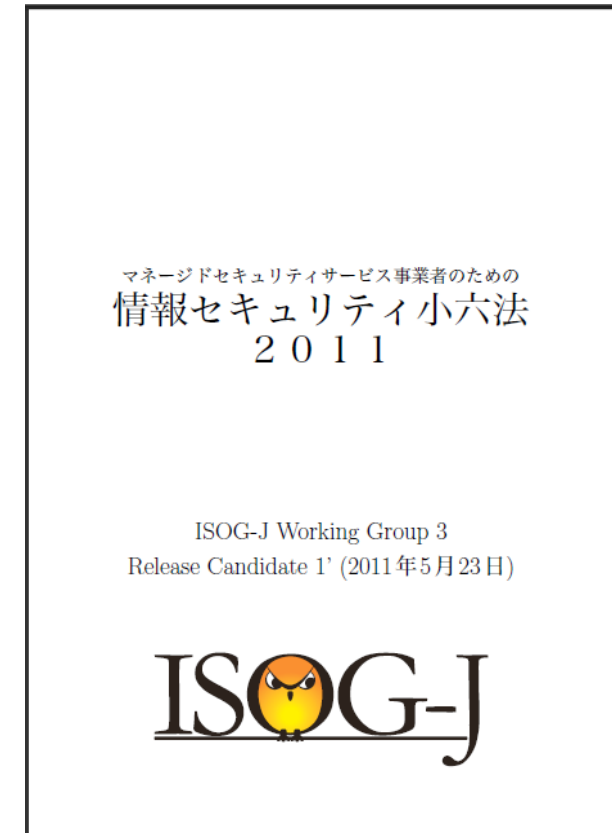 マネージドセキュリティサービス事業者のための
情報セキュリティ小六法
２０１１
ISOG-J Working Group 3
Release Candidate 1' (2011年5月23日)
ISOG-J